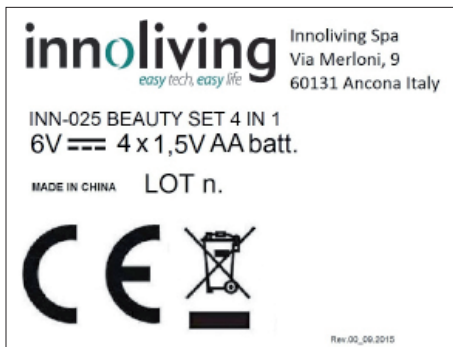 innoliving
easy tech, easy life
Innoliving Spa
Via Merloni, 9
60131 Ancona Italy
INN-025 BEAUTY SET 4 IN 1
6V 4 x 1,5V AA batt.
MADE IN CHINA LOT n.
CE
Rev.00_09.2015